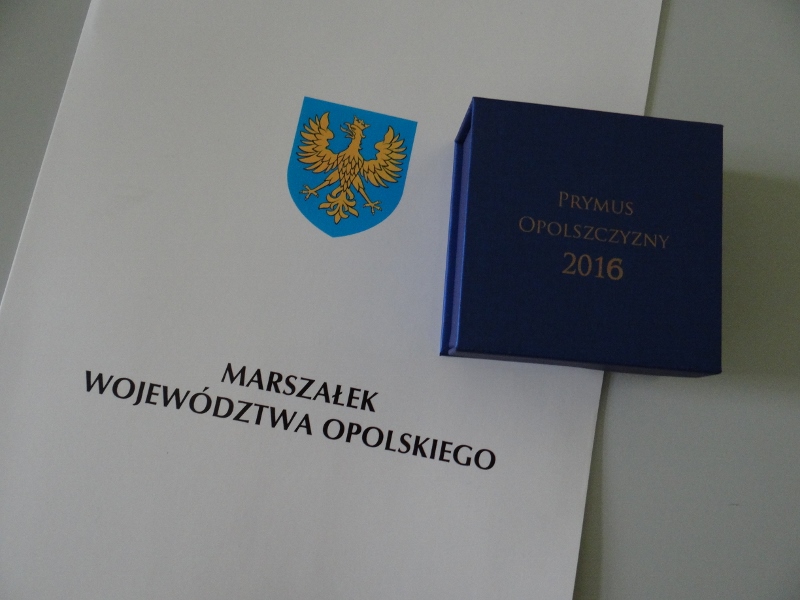 PRYMUS
OPOLSZCZYZNY
2016
MARSZAŁEK
WOJEWÓDZTWA OPOLSKIEGO